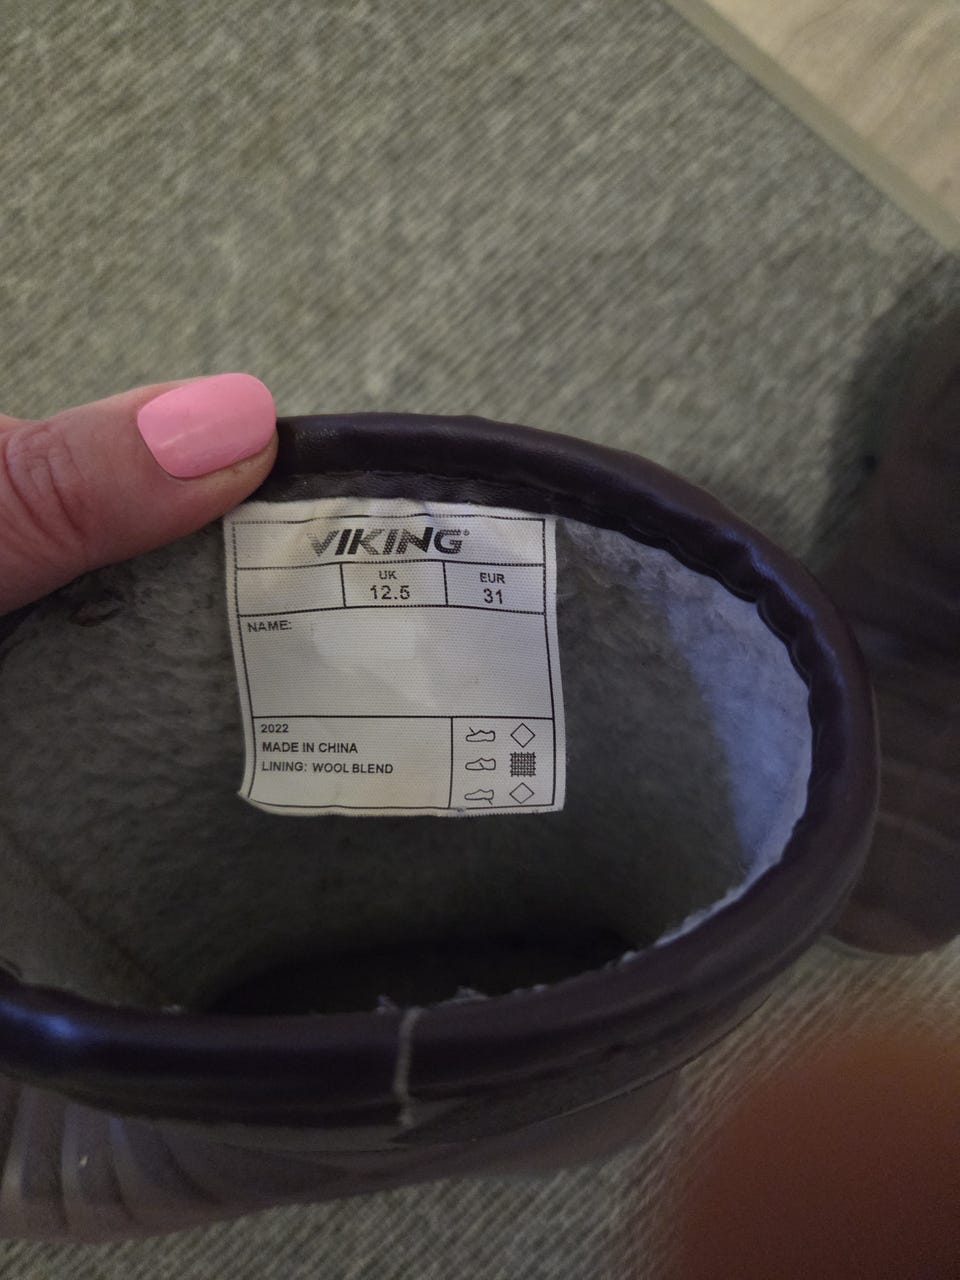 VIKING®
UK EUR
12.5 31
NAME:
2022
MADE IN CHINA
LINING: WOOL BLEND